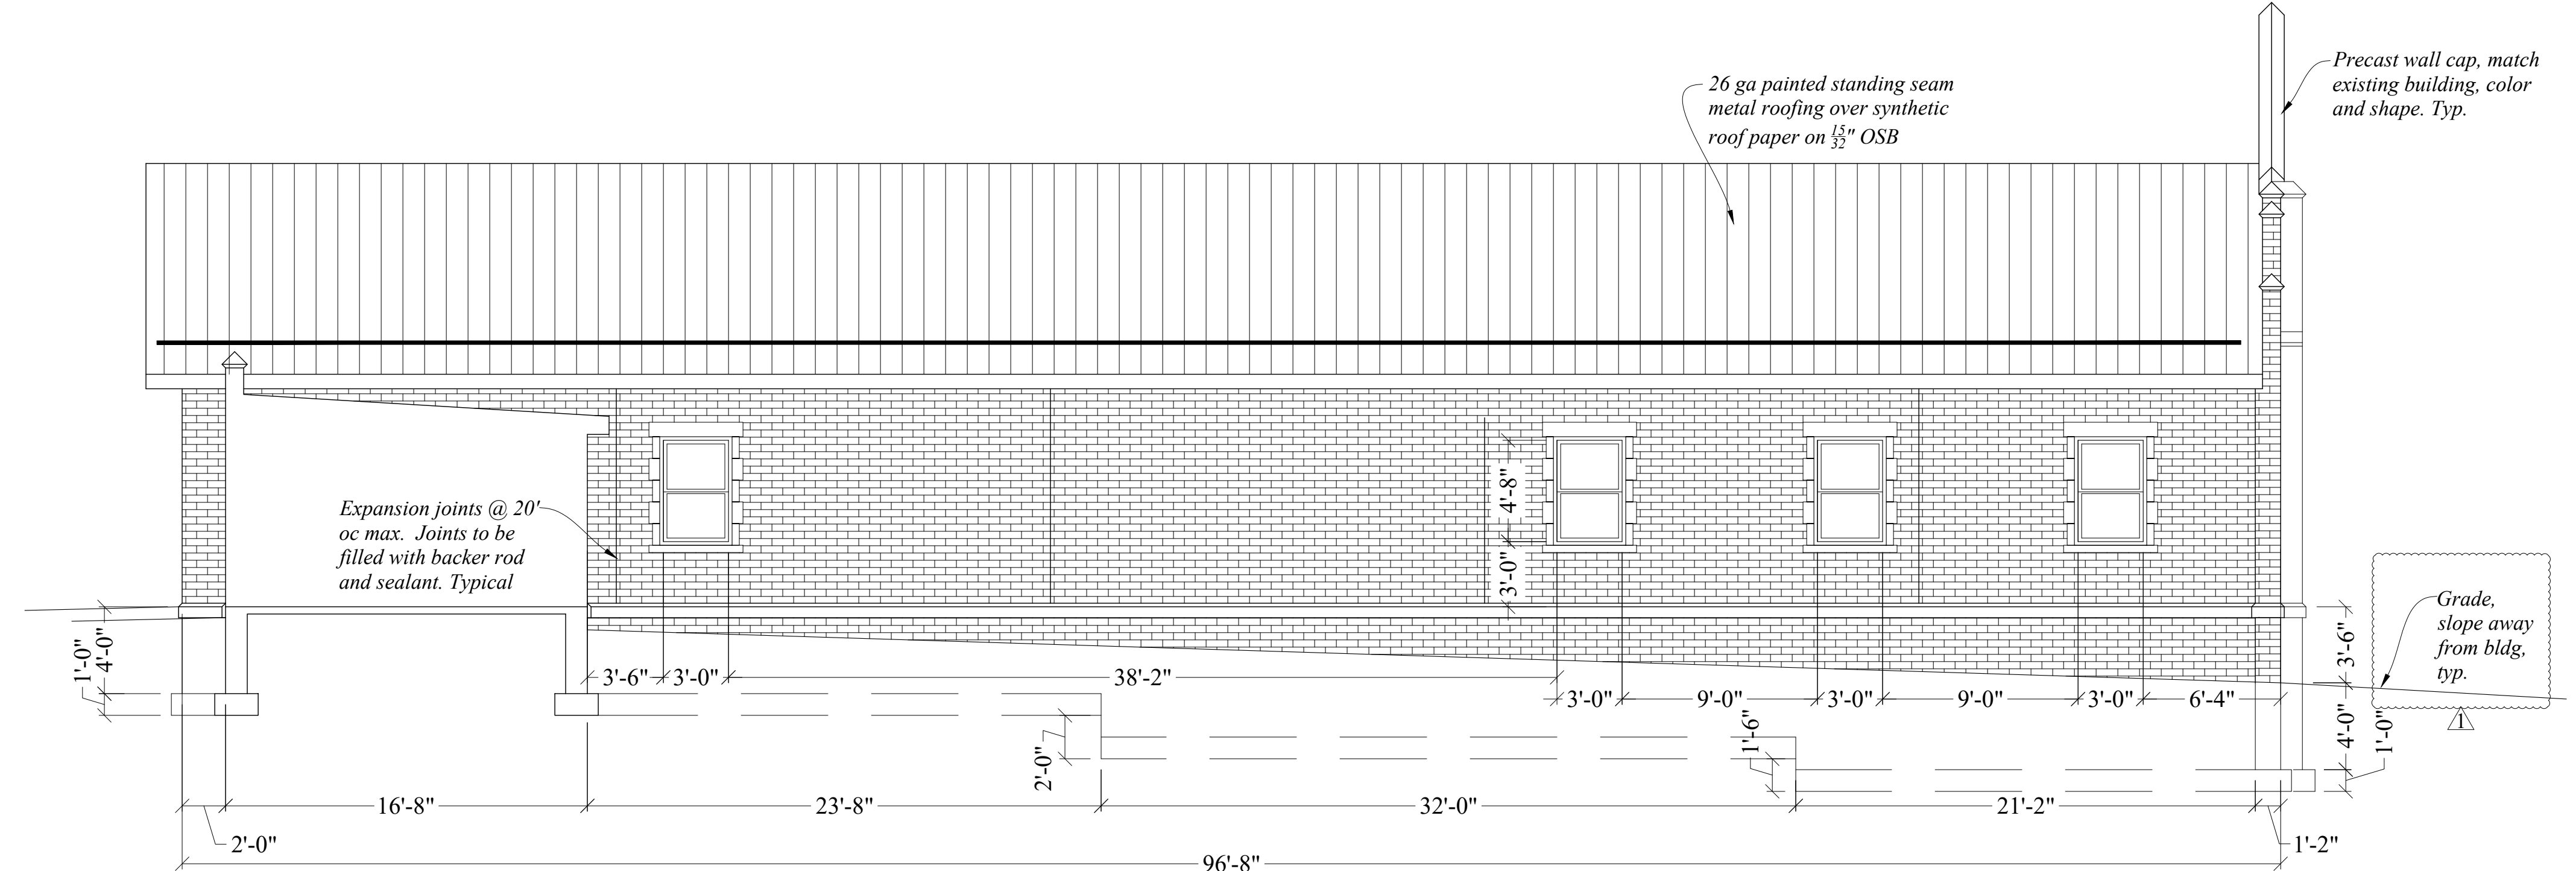 Precast wall cap, match
existing building, color
and shape. Typ.
26 ga painted standing seam
metal roofing over synthetic
roof paper on 15/32" OSB
Expansion joints @ 20'
oc max. Joints to be
filled with backer rod
and sealant. Typical
4'-8"
3'-0"
Grade,
slope away
from bldg,
typ.
1
1'-0"
4'-0"
3'-6"
4'-0"
1'-0"
3'-6"
3'-0"
38'-2"
3'-0"
9'-0"
3'-0"
9'-0"
3'-0"
6'-4"
2'-0"
1'-6"
16'-8"
23'-8"
32'-0"
21'-2"
2'-0"
1'-2"
96'-8"